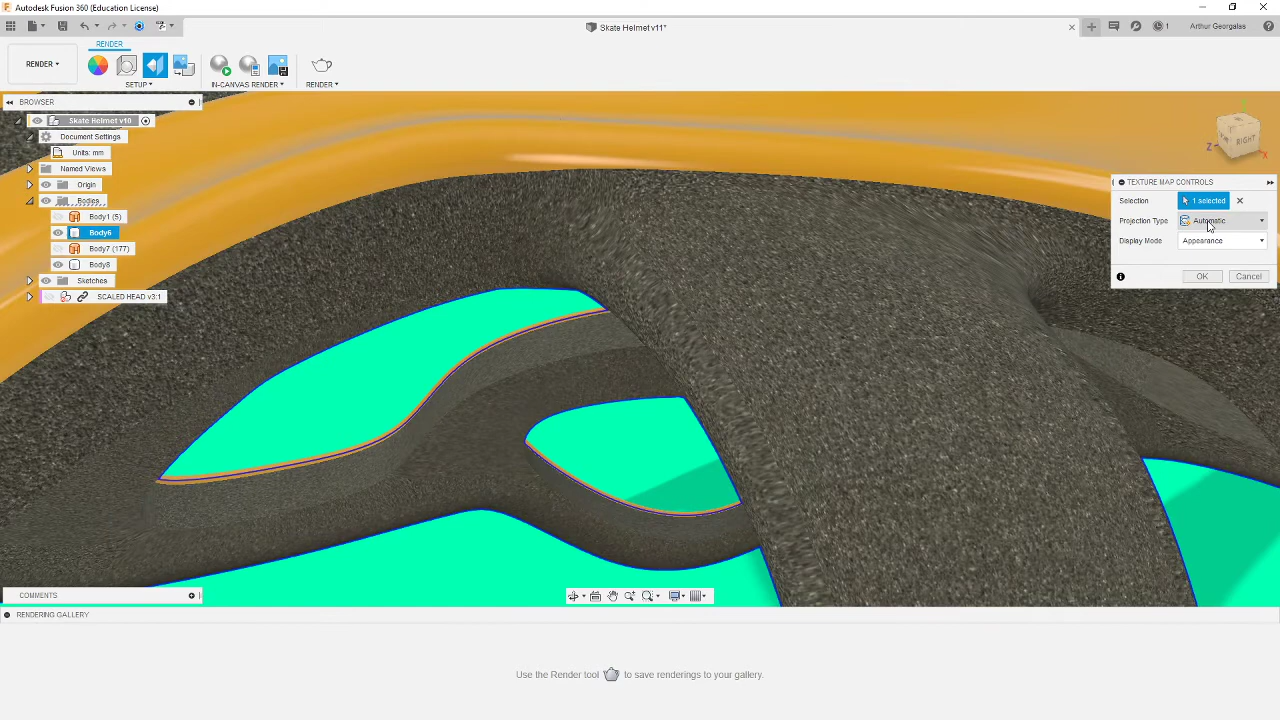 Autodesk Fusion 360 (Education License)
Skate Helmet v11*
1
Arthur Georgalas
RENDER
RENDER
SETUP
IN-CANVAS RENDER
RENDER
BROWSER
Skate Helmet v10
Document Settings
Units: mm
Named Views
Origin
Bodies
Body1 (5)
Body6
Body7 (177)
Body8
Sketches
SCALED HEAD v3:1
RIGHT
Z
X
TEXTURE MAP CONTROLS
Selection
1 selected
Projection Type
Automatic
Display Mode
Appearance
OK
Cancel
COMMENTS
RENDERING GALLERY
Use the Render tool to save renderings to your gallery.